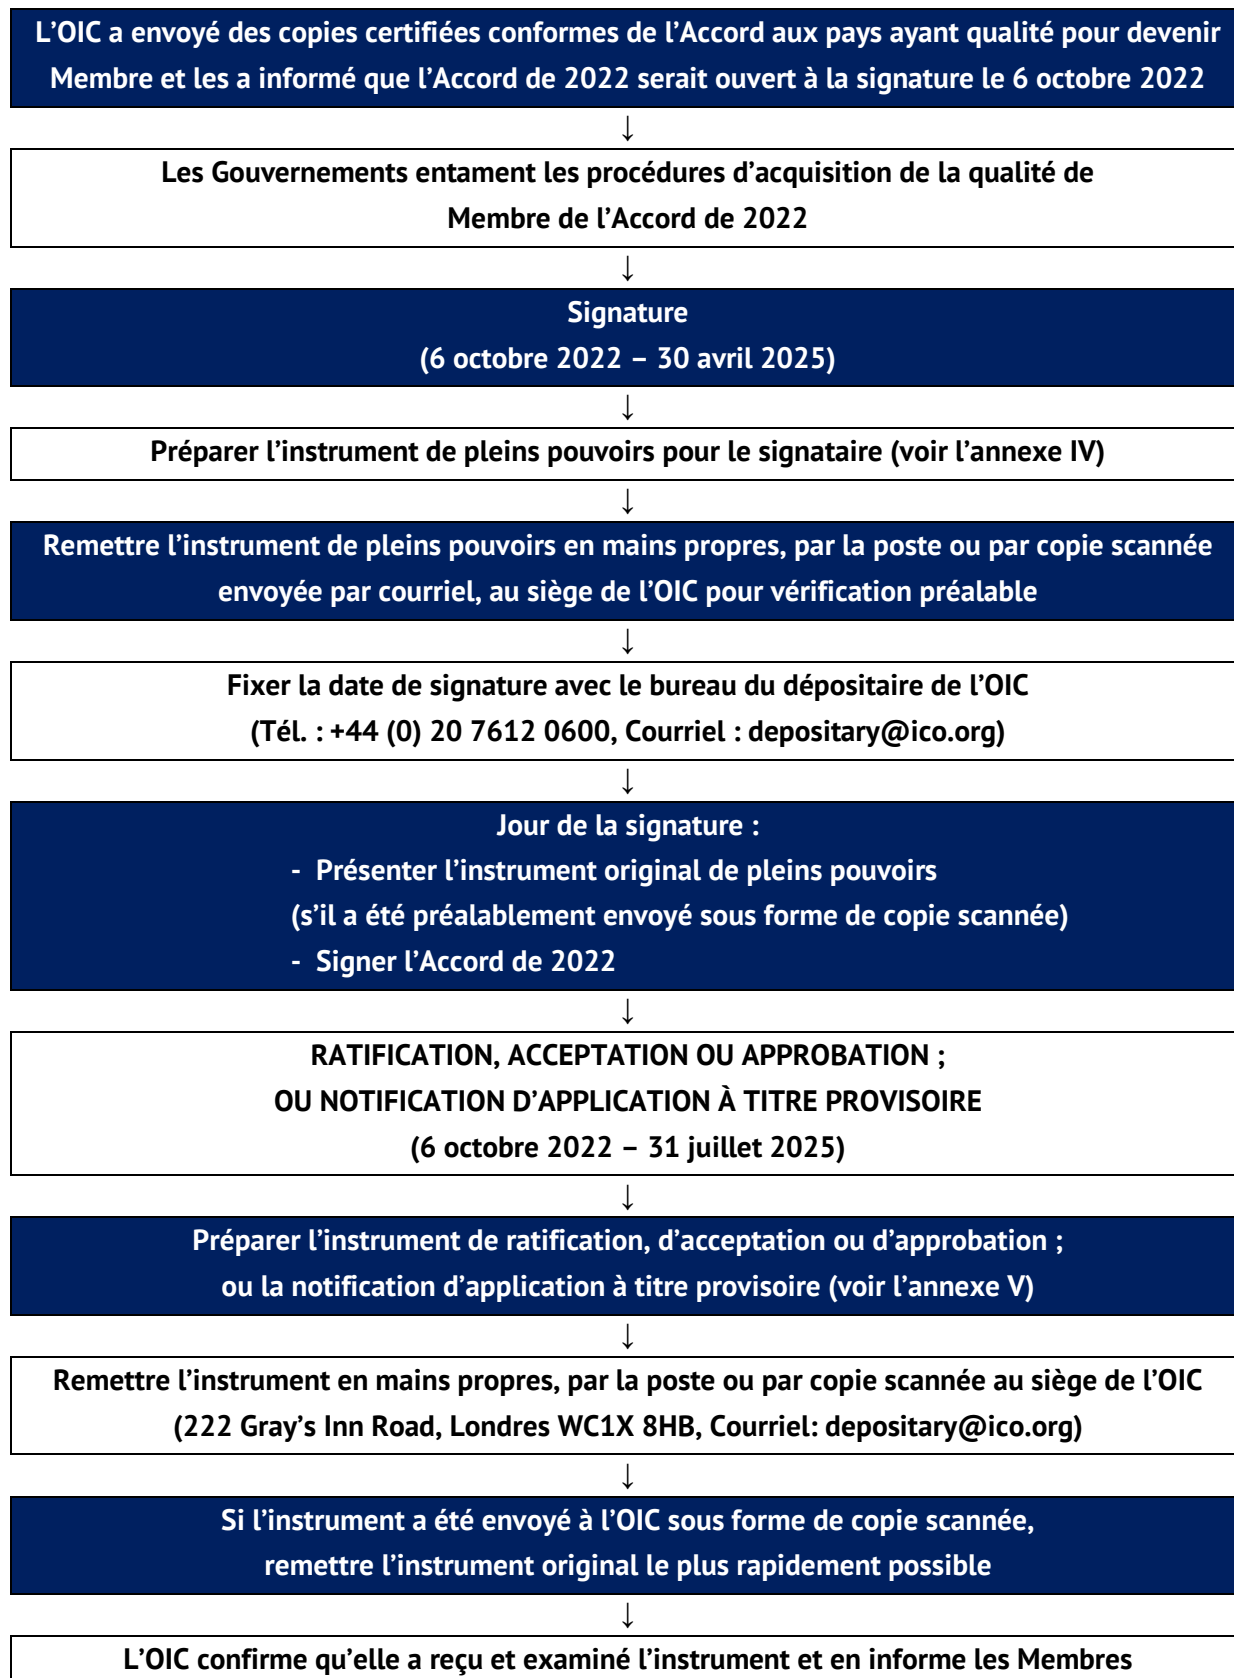 L’OIC a envoyé des copies certifiées conformes de l’Accord aux pays ayant qualité pour devenir
Membre et les a informé que l’Accord de 2022 serait ouvert à la signature le 6 octobre 2022
↓
Les Gouvernements entament les procédures d’acquisition de la qualité de
Membre de l’Accord de 2022
↓
Signature
(6 octobre 2022 – 30 avril 2025)
↓
Préparer l’instrument de pleins pouvoirs pour le signataire (voir l’annexe IV)
↓
Remettre l’instrument de pleins pouvoirs en mains propres, par la poste ou par copie scannée
envoyée par courriel, au siège de l’OIC pour vérification préalable
↓
Fixer la date de signature avec le bureau du dépositaire de l’OIC
(Tél. : +44 (0) 20 7612 0600, Courriel : depositary@ico.org)
↓
Jour de la signature :
- Présenter l’instrument original de pleins pouvoirs
(s’il a été préalablement envoyé sous forme de copie scannée)
- Signer l’Accord de 2022
↓
RATIFICATION, ACCEPTATION OU APPROBATION ;
OU NOTIFICATION D’APPLICATION À TITRE PROVISOIRE
(6 octobre 2022 – 31 juillet 2025)
↓
Préparer l’instrument de ratification, d’acceptation ou d’approbation ;
ou la notification d’application à titre provisoire (voir l’annexe V)
↓
Remettre l’instrument en mains propres, par la poste ou par copie scannée au siège de l’OIC
(222 Gray’s Inn Road, Londres WC1X 8HB, Courriel: depositary@ico.org)
↓
Si l’instrument a été envoyé à l’OIC sous forme de copie scannée,
remettre l’instrument original le plus rapidement possible
↓
L’OIC confirme qu’elle a reçu et examiné l’instrument et en informe les Membres